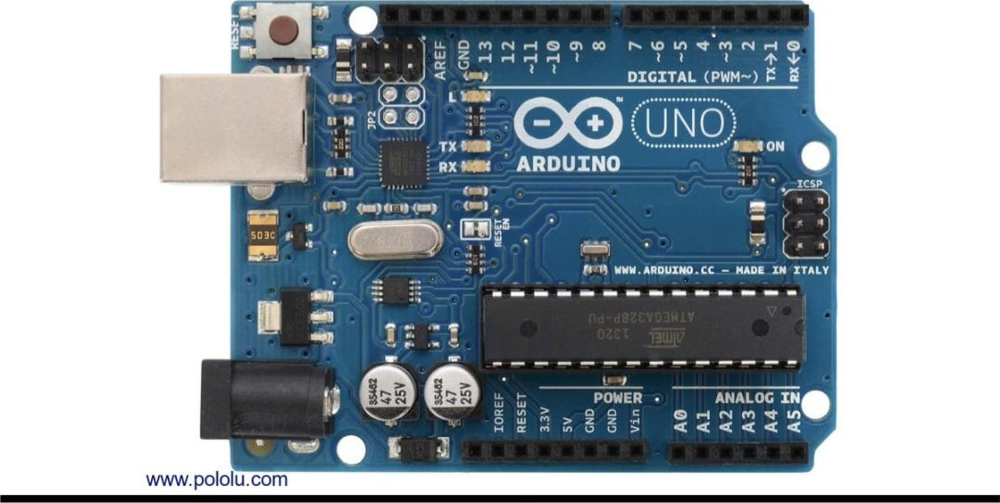 RESET
AREF
GND
13
12
~11
~10
~9
8
7
~6
~5
4
~3
2
TX→1
RX←0
DIGITAL (PWM~)
L
JP2
TX
RX
™
UNO
ARDUINO
ON
ICSP
RESET
EN
503C
WWW.ARDUINO.CC – MADE IN ITALY
ATMEGA328P-PU
ATMEL 1320
35462
47
25V
35462
47
25V
POWER
ANALOG IN
IOREF
RESET
3.3V
5V
GND
GND
Vin
A0
A1
A2
A3
A4
A5
www.pololu.com